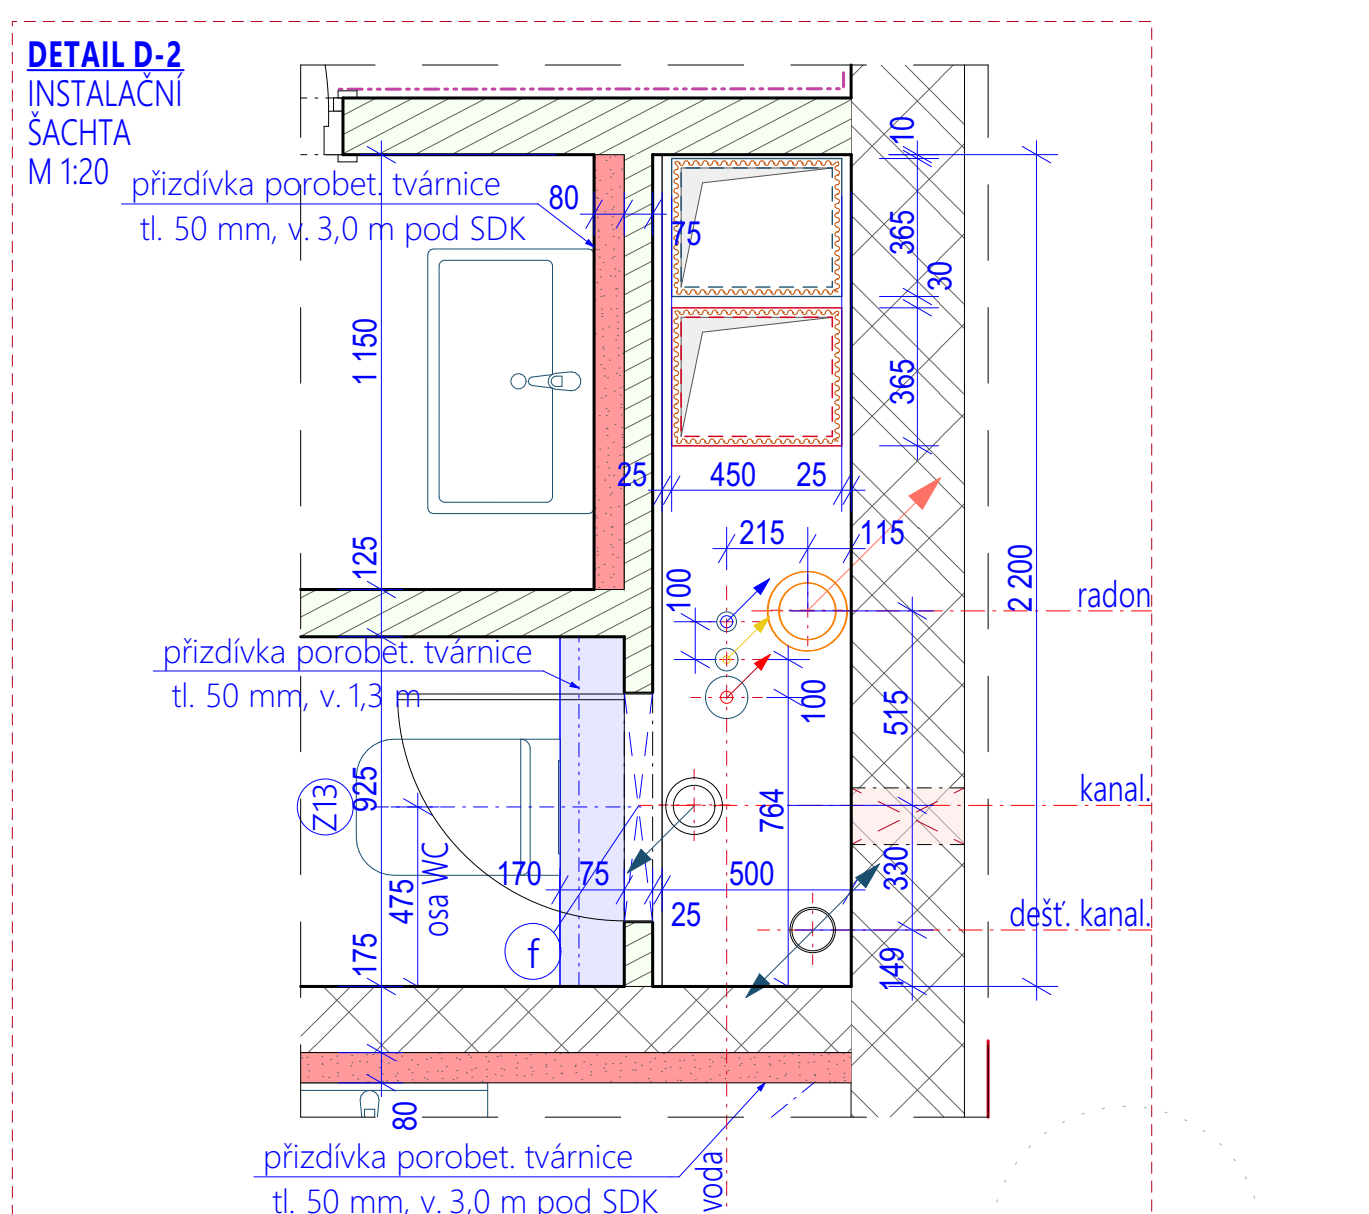 DETAIL D-2
INSTALAČNÍ
ŠACHTA
M 1:20
přizdívka porobet. tvárnice
tl. 50 mm, v. 3,0 m pod SDK
80
75
10
365
30
365
1 150
25
450
25
215
115
125
100
2 200
radon
přizdívka porobet. tvárnice
tl. 50 mm, v. 1,3 m
100
515
Z13
925
764
kanal.
475
osa WC
170
75
500
330
25
f
dešť. kanal.
175
149
80
přizdívka porobet. tvárnice
tl. 50 mm, v. 3,0 m pod SDK
voda